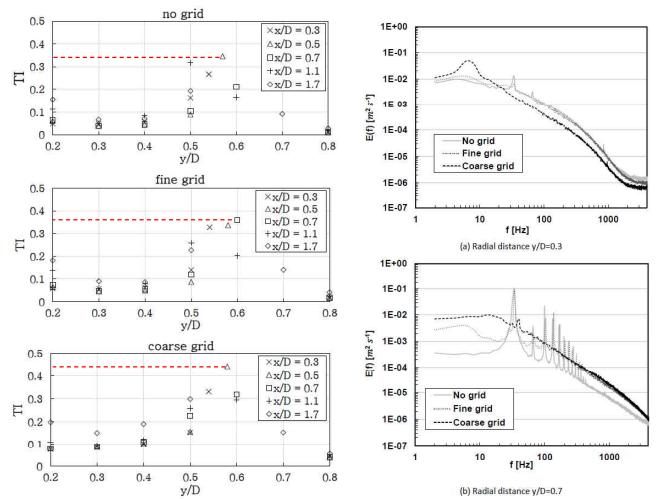 no grid
TI
0.5
0.4
0.3
0.2
0.1
0
0.2 0.3 0.4 0.5 0.6 0.7 0.8
y/D
x/D = 0.3
x/D = 0.5
x/D = 0.7
x/D = 1.1
x/D = 1.7
fine grid
TI
0.5
0.4
0.3
0.2
0.1
0
0.2 0.3 0.4 0.5 0.6 0.7 0.8
y/D
x/D = 0.3
x/D = 0.5
x/D = 0.7
x/D = 1.1
x/D = 1.7
coarse grid
TI
0.5
0.4
0.3
0.2
0.1
0
0.2 0.3 0.4 0.5 0.6 0.7 0.8
y/D
x/D = 0.3
x/D = 0.5
x/D = 0.7
x/D = 1.1
x/D = 1.7
E(f) [m² s⁻¹]
1E+00
1E-01
1E-02
1E-03
1E-04
1E-05
1E-06
1E-07
No grid
Fine grid
Coarse grid
1 10 100 1000
f [Hz]
(a) Radial distance y/D=0.3
E(f) [m² s⁻¹]
1E+00
1E-01
1E-02
1E-03
1E-04
1E-05
1E-06
1E-07
No grid
Fine grid
Coarse grid
1 10 100 1000
f [Hz]
(b) Radial distance y/D=0.7